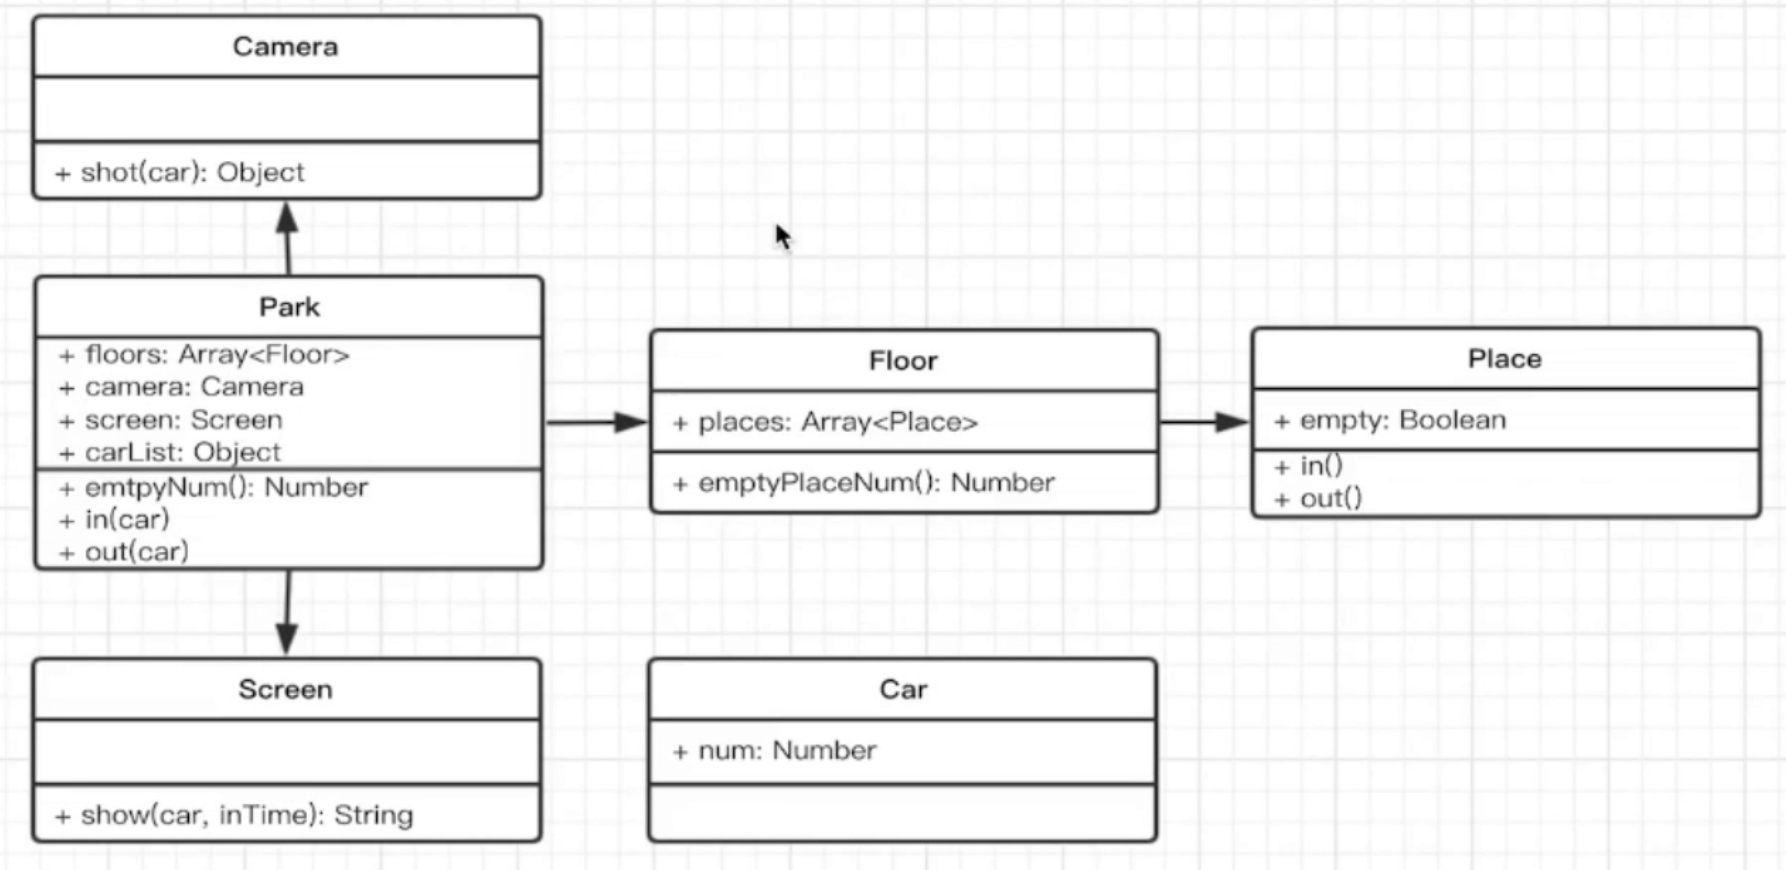 Camera
+ shot(car): Object
Park
+ floors: Array<Floor>
+ camera: Camera
+ screen: Screen
+ carList: Object
+ emtpyNum(): Number
+ in(car)
+ out(car)
Floor
+ places: Array<Place>
+ emptyPlaceNum(): Number
Place
+ empty: Boolean
+ in()
+ out()
Screen
+ show(car, inTime): String
Car
+ num: Number